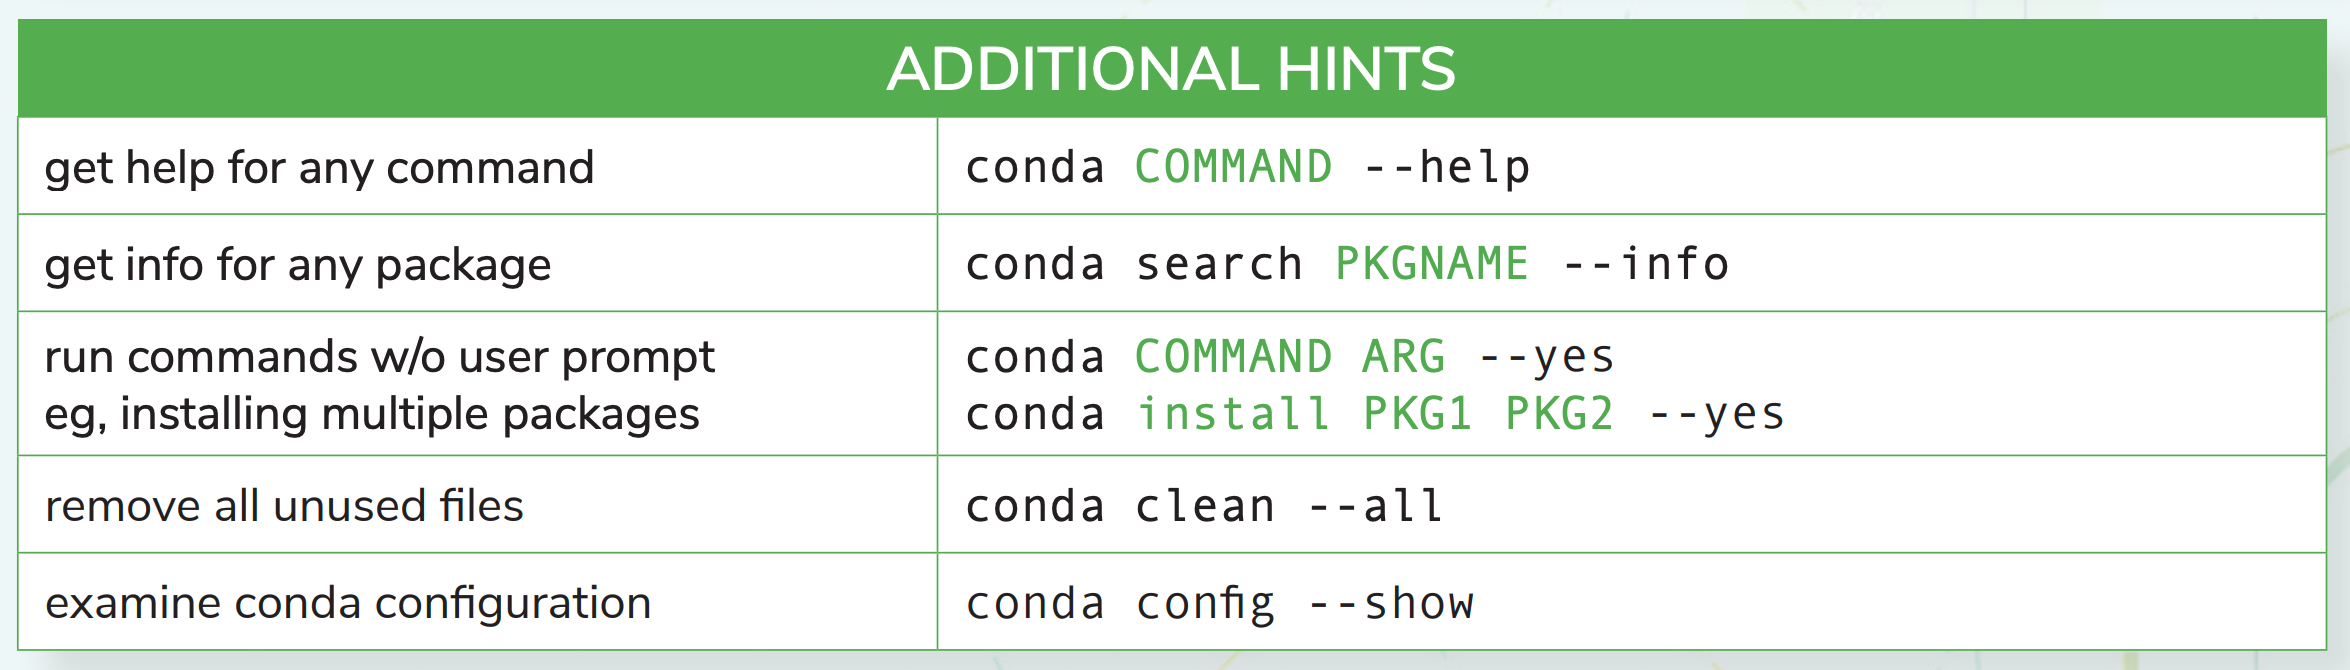 ADDITIONAL HINTS
get help for any command
conda COMMAND --help
get info for any package
conda search PKGNAME --info
run commands w/o user prompt
eg, installing multiple packages
conda COMMAND ARG --yes
conda install PKG1 PKG2 --yes
remove all unused files
conda clean --all
examine conda configuration
conda config --show